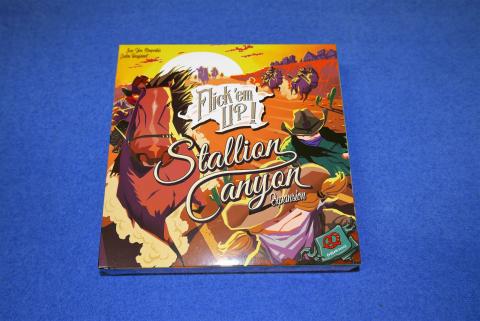 Flick 'em
UP!
Stallion
Canyon
Expansion